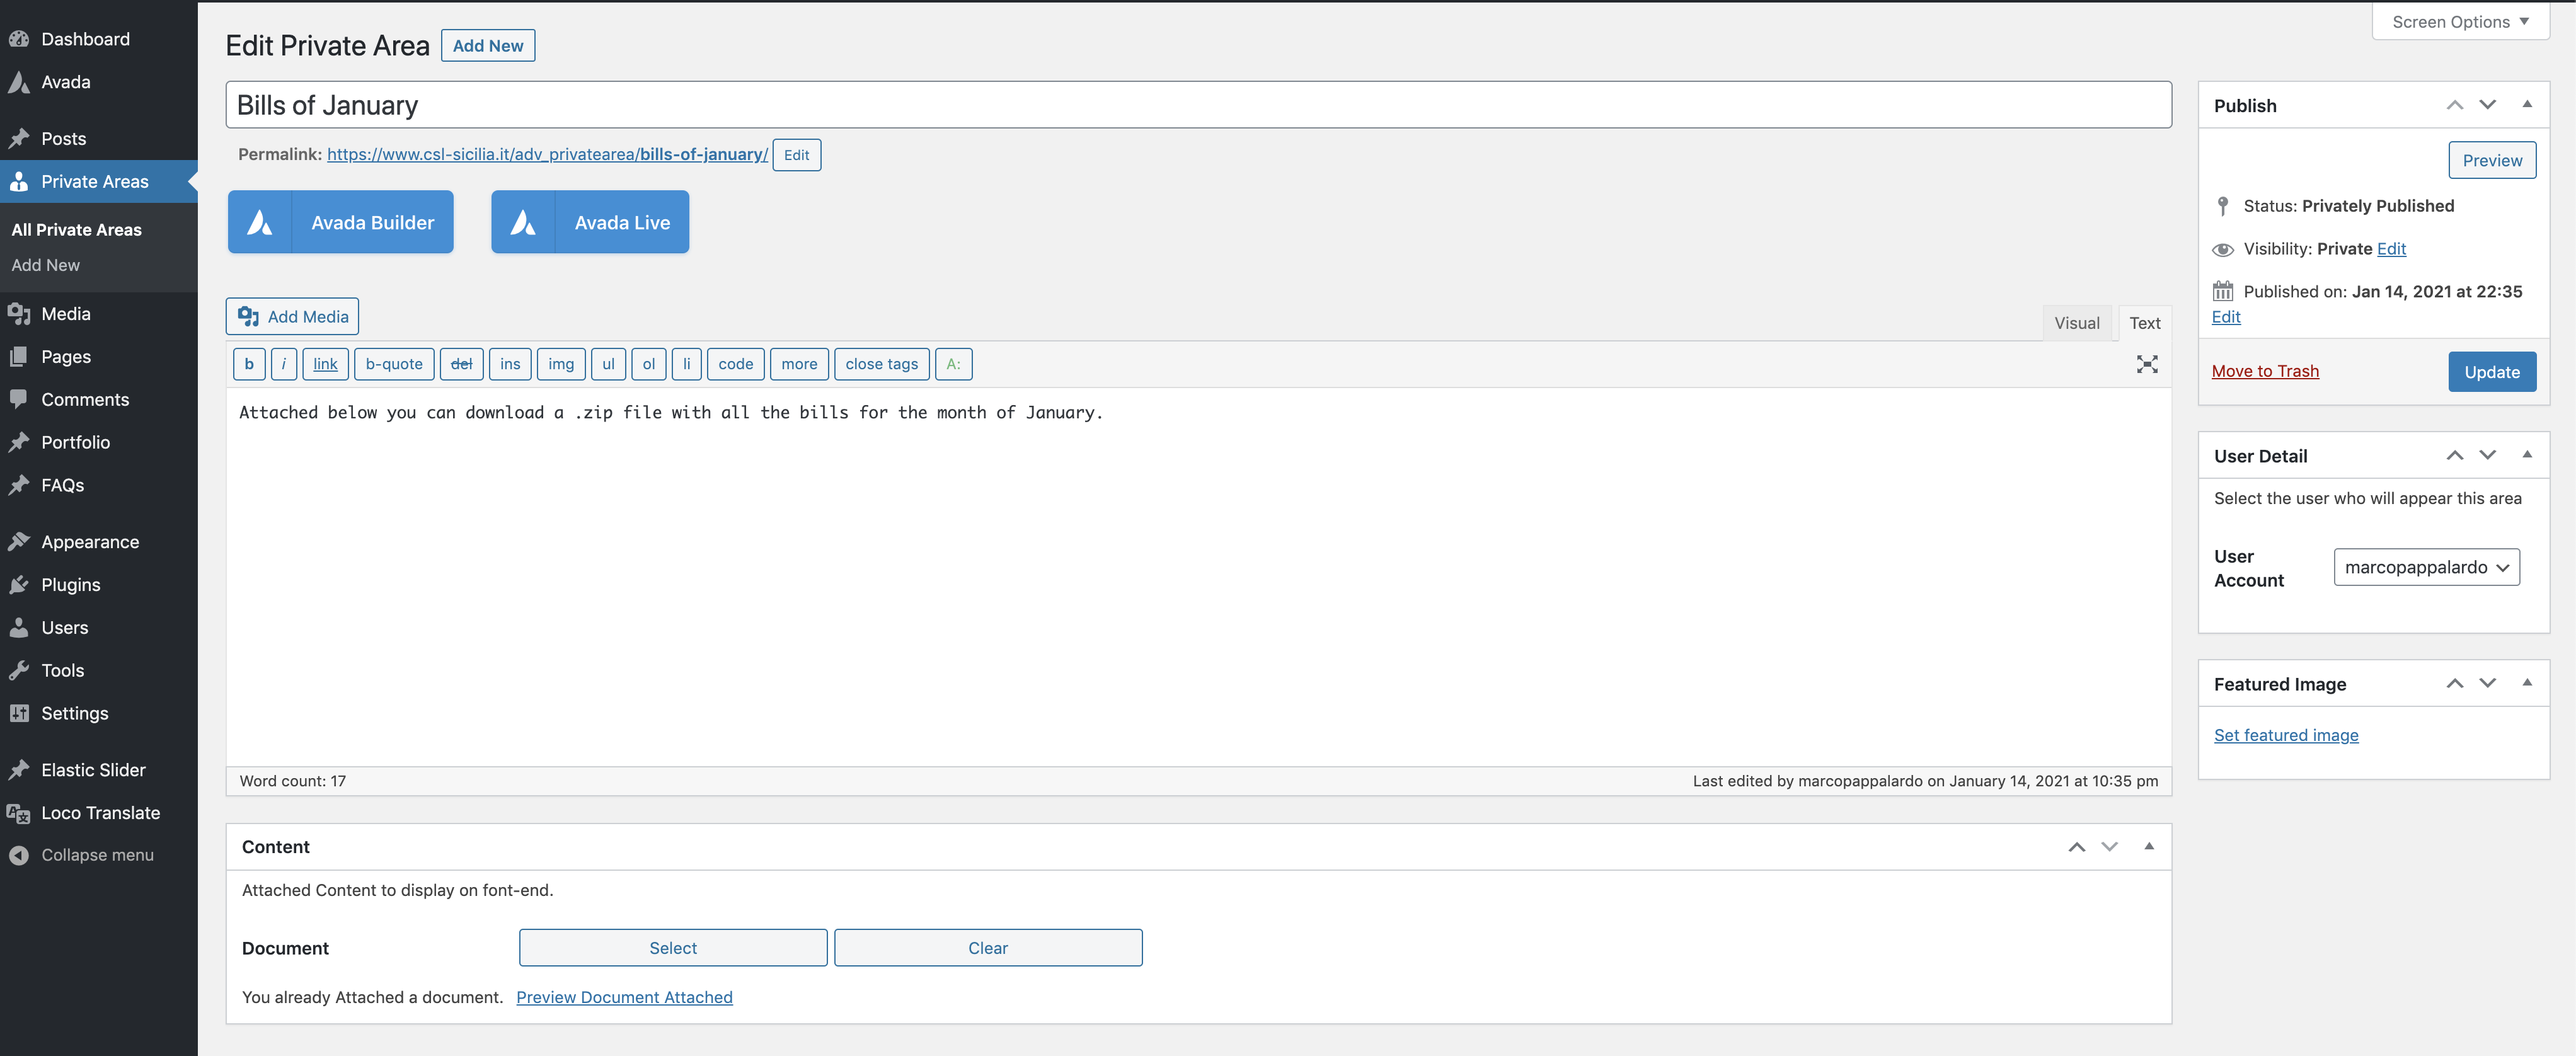 Dashboard
Avada
Posts
Private Areas
All Private Areas
Add New
Media
Pages
Comments
Portfolio
FAQs
Appearance
Plugins
Users
Tools
Settings
Elastic Slider
Loco Translate
Collapse menu
Screen Options
Edit Private Area Add New
Bills of January
Permalink: https://www.csl-sicilia.it/adv_privatearea/bills-of-january/ Edit
Avada Builder Avada Live
Add Media Visual Text
b i link b-quote del ins img ul ol li code more close tags A:
Attached below you can download a .zip file with all the bills for the month of January.
Word count: 17 Last edited by marcopappalardo on January 14, 2021 at 10:35 pm
Content
Attached Content to display on font-end.
Document Select Clear
You already Attached a document. Preview Document Attached
Publish
Preview
Status: Privately Published
Visibility: Private Edit
Published on: Jan 14, 2021 at 22:35
Edit
Move to Trash Update
User Detail
Select the user who will appear this area
User
Account marcopappalardo
Featured Image
Set featured image